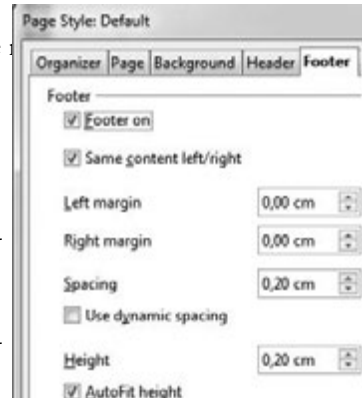 Page Style: Default
Organizer Page Background Header Footer
Footer
Footer on
Same content left/right
Left margin 0,00 cm
Right margin 0,00 cm
Spacing 0,20 cm
Use dynamic spacing
Height 0,20 cm
AutoFit height